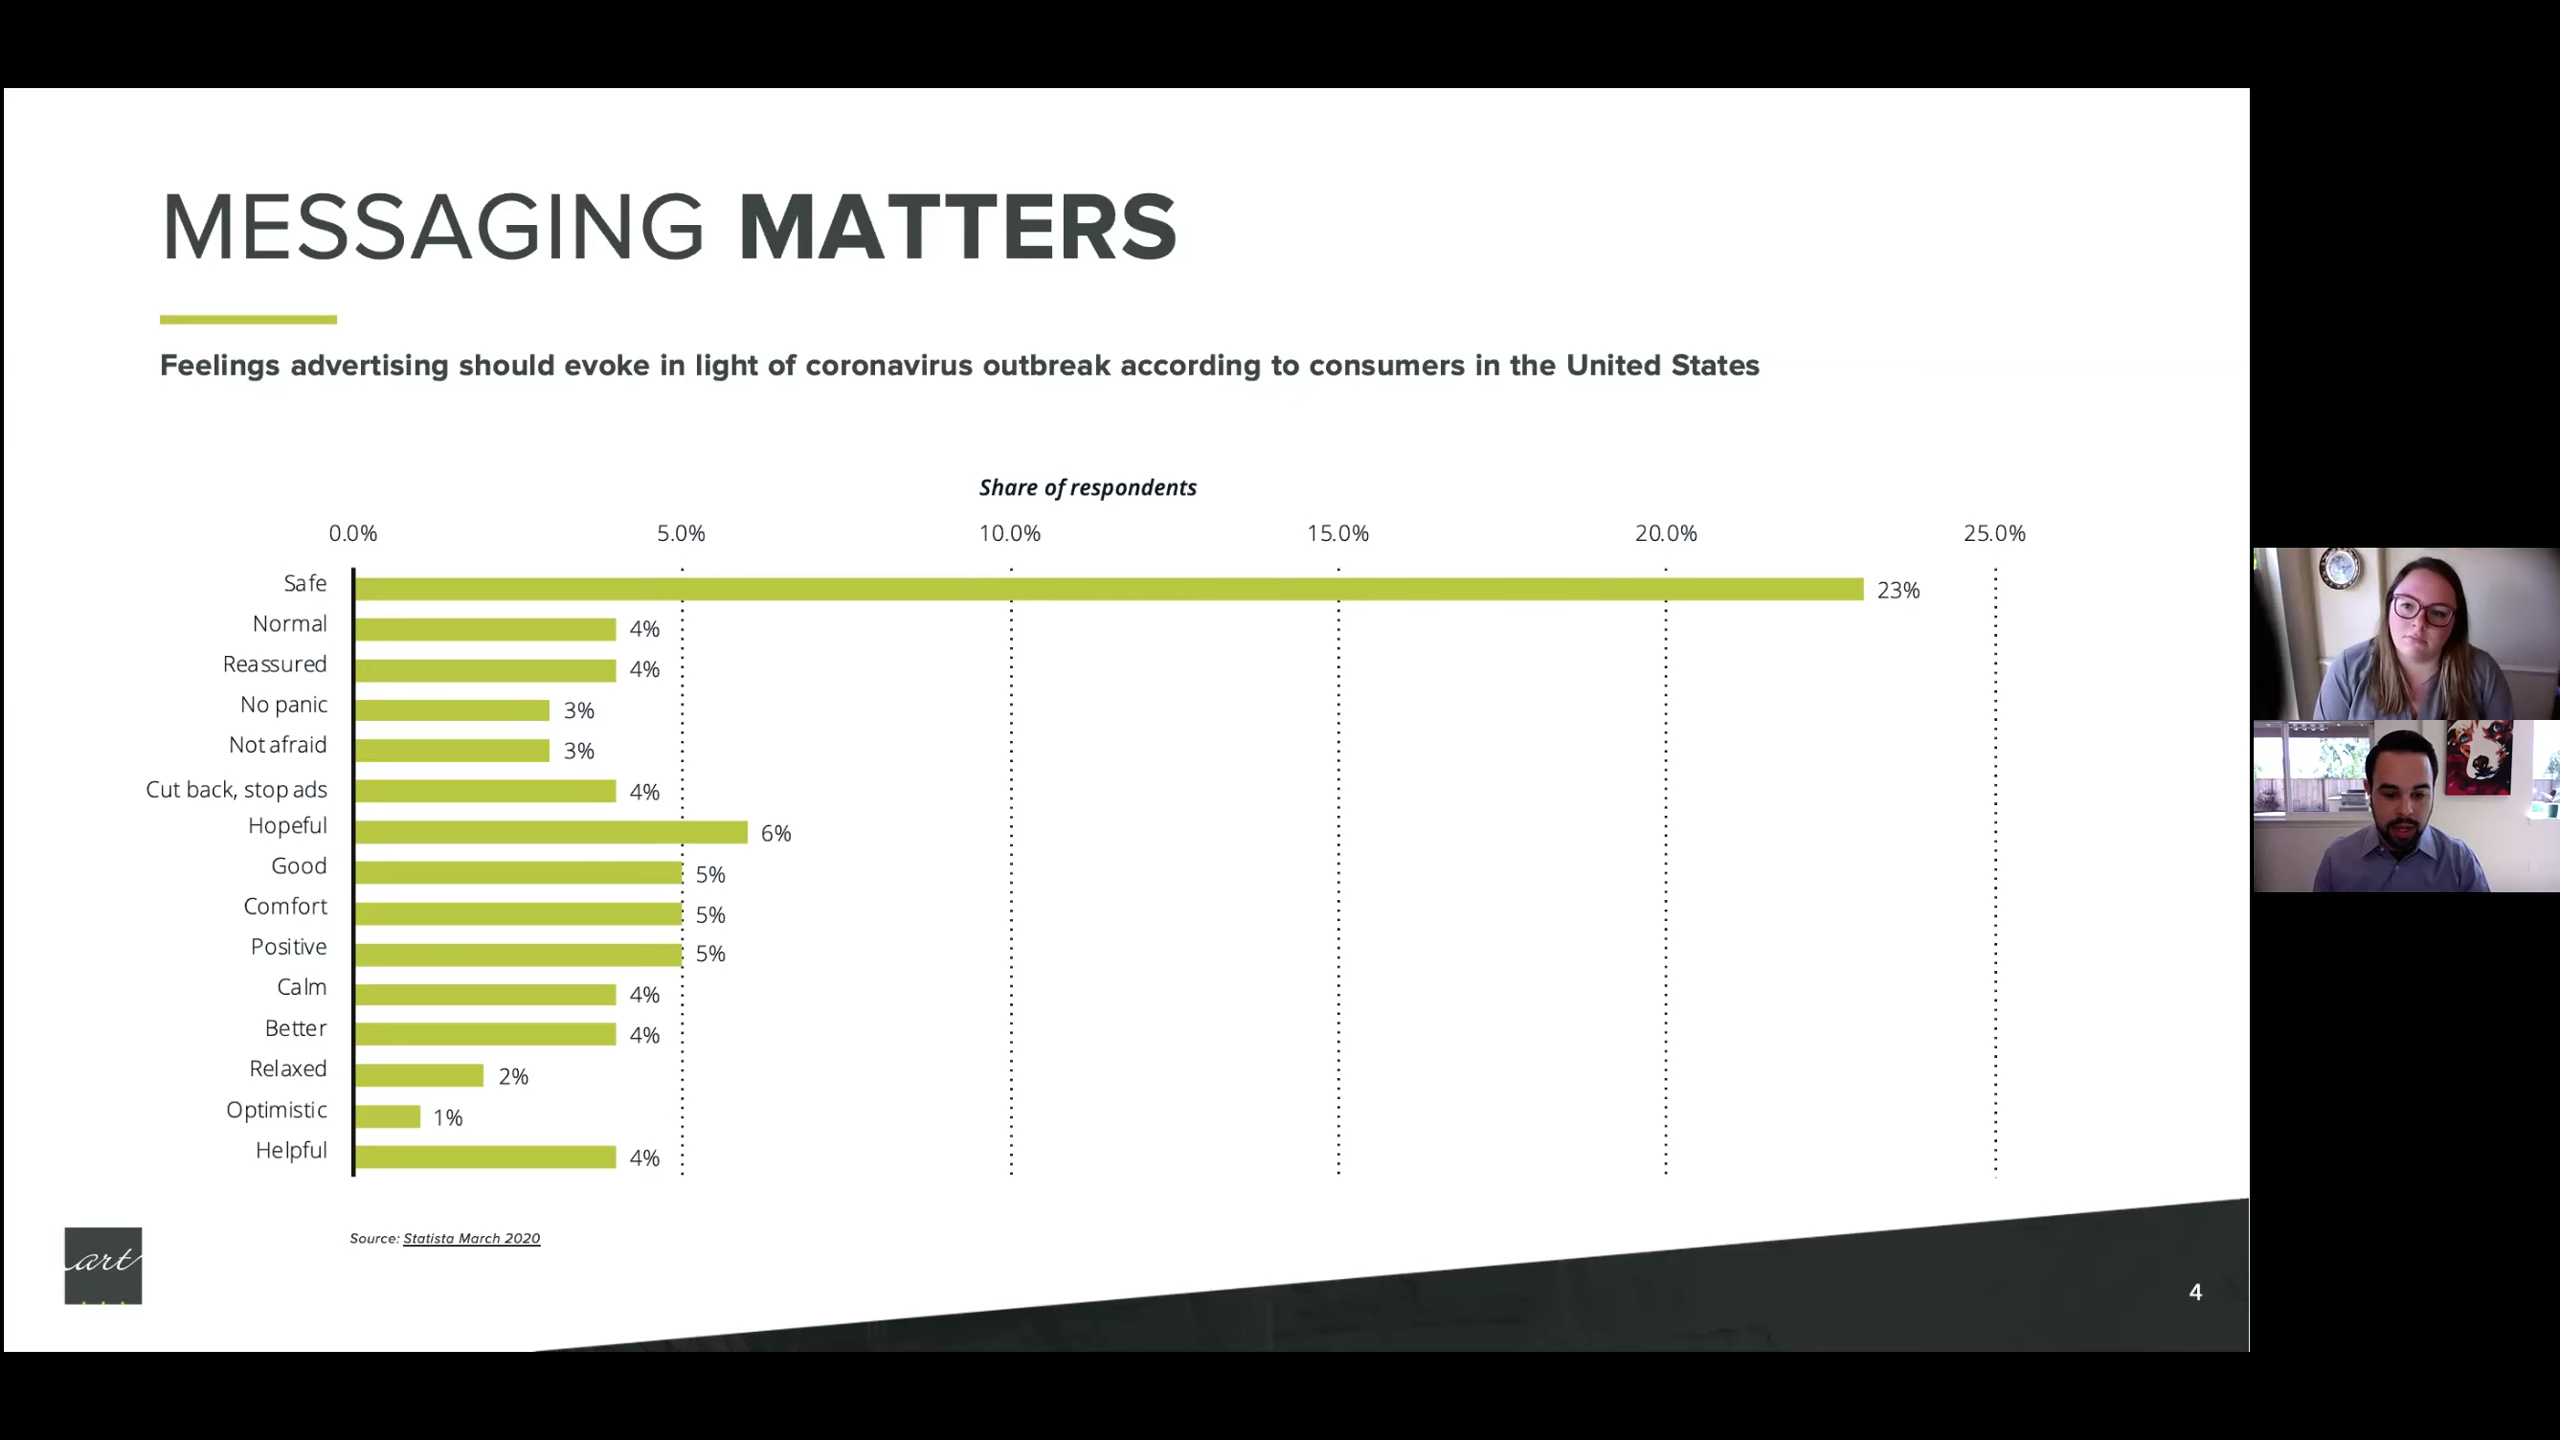 MESSAGING MATTERS
Feelings advertising should evoke in light of coronavirus outbreak according to consumers in the United States
Share of respondents
0.0% 5.0% 10.0% 15.0% 20.0% 25.0%
Safe 23%
Normal 4%
Reassured 4%
No panic 3%
Not afraid 3%
Cut back, stop ads 4%
Hopeful 6%
Good 5%
Comfort 5%
Positive 5%
Calm 4%
Better 4%
Relaxed 2%
Optimistic 1%
Helpful 4%
Source: Statista March 2020
art
4